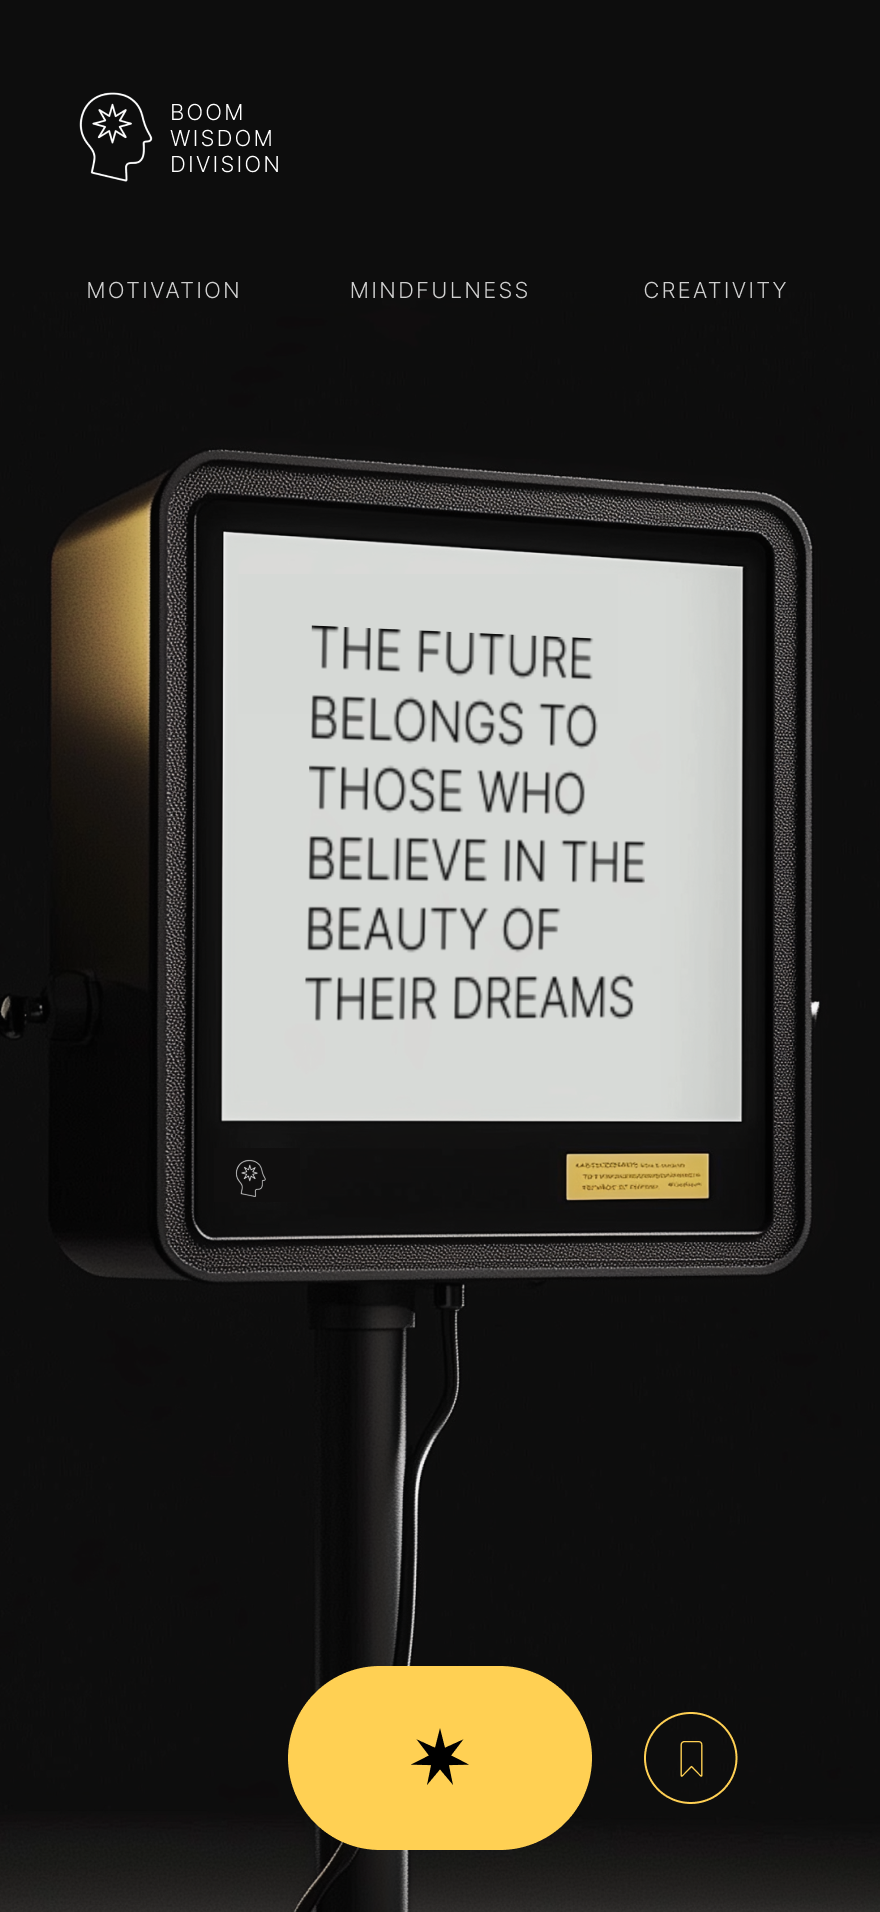 BOOM
WISDOM
DIVISION
MOTIVATION MINDFULNESS CREATIVITY
THE FUTURE
BELONGS TO
THOSE WHO
BELIEVE IN THE
BEAUTY OF
THEIR DREAMS